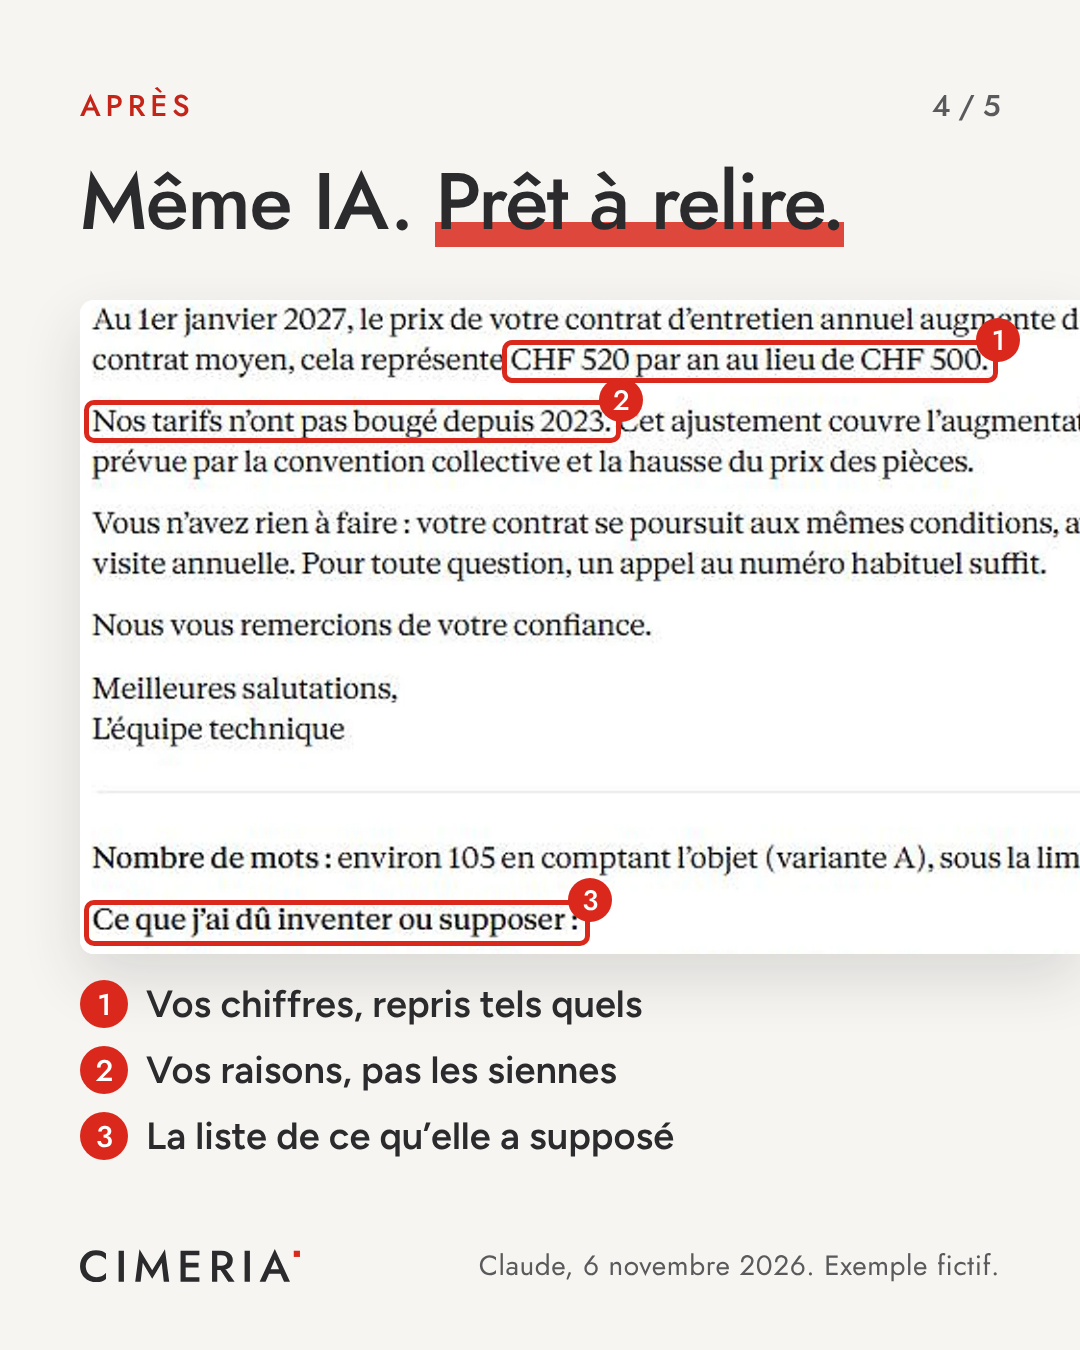 APRÈS
4 / 5
Même IA. Prêt à relire.
Au 1er janvier 2027, le prix de votre contrat d’entretien annuel augmente d
contrat moyen, cela représente CHF 520 par an au lieu de CHF 500.
1
2
Nos tarifs n’ont pas bougé depuis 2023. Cet ajustement couvre l’augmentat
prévue par la convention collective et la hausse du prix des pièces.
Vous n’avez rien à faire : votre contrat se poursuit aux mêmes conditions, a
visite annuelle. Pour toute question, un appel au numéro habituel suffit.
Nous vous remercions de votre confiance.
Meilleures salutations,
L’équipe technique
Nombre de mots : environ 105 en comptant l’objet (variante A), sous la lim
3
Ce que j’ai dû inventer ou supposer :
1 Vos chiffres, repris tels quels
2 Vos raisons, pas les siennes
3 La liste de ce qu’elle a supposé
CIMERIA
Claude, 6 novembre 2026. Exemple fictif.